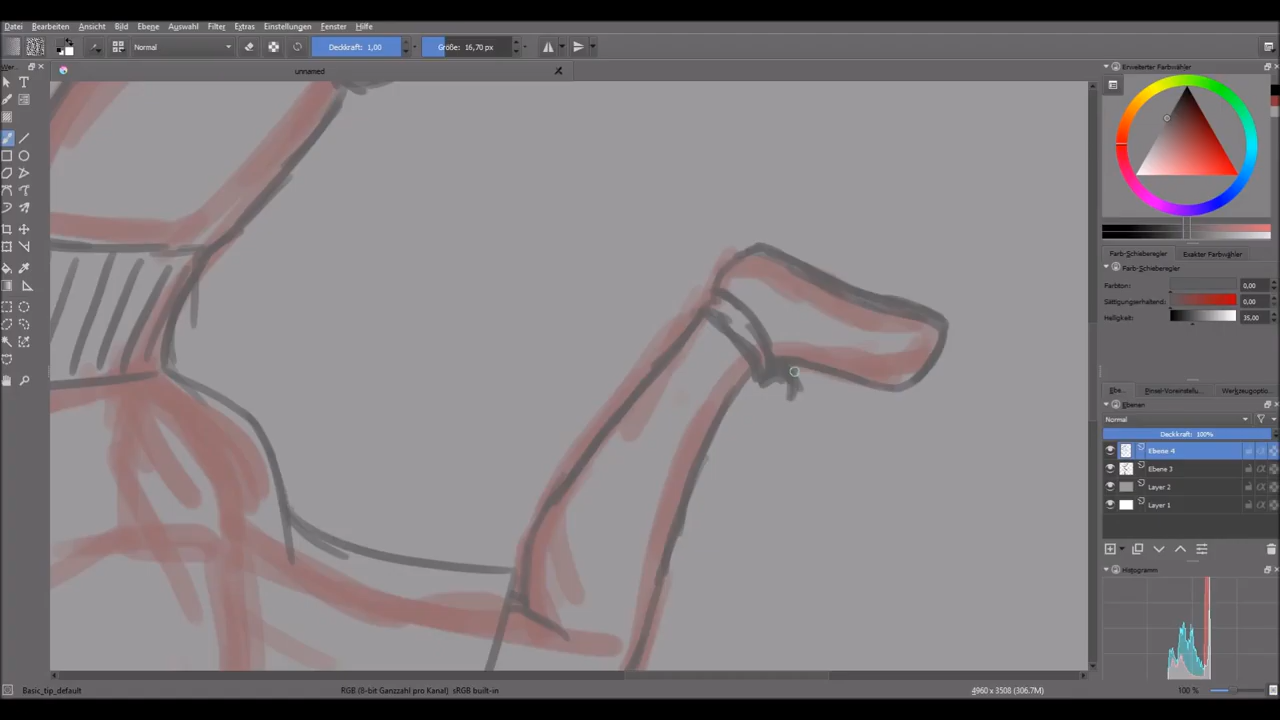 Datei Bearbeiten Ansicht Bild Ebene Auswahl Filter Extras Einstellungen Fenster Hilfe
Normal Deckkraft: 1,00 Größe: 16,70 px
unnamed
Erweiterter Farbwähler
Farb-Schieberegler Exakter Farbwähler
Farb-Schieberegler
Farbton: 0,00
Sättigungserhaltend: 0,00
Helligkeit: 35,00
Ebe... Pinsel-Voreinstellu... Werkzeugoptio...
Ebenen
Normal
Deckkraft: 100%
Ebene 4
Ebene 3
Layer 2
Layer 1
Histogramm
Basic_tip_default RGB (8-bit Ganzzahl pro Kanal) sRGB built-in 4960 x 3508 (306.7M) 100 %